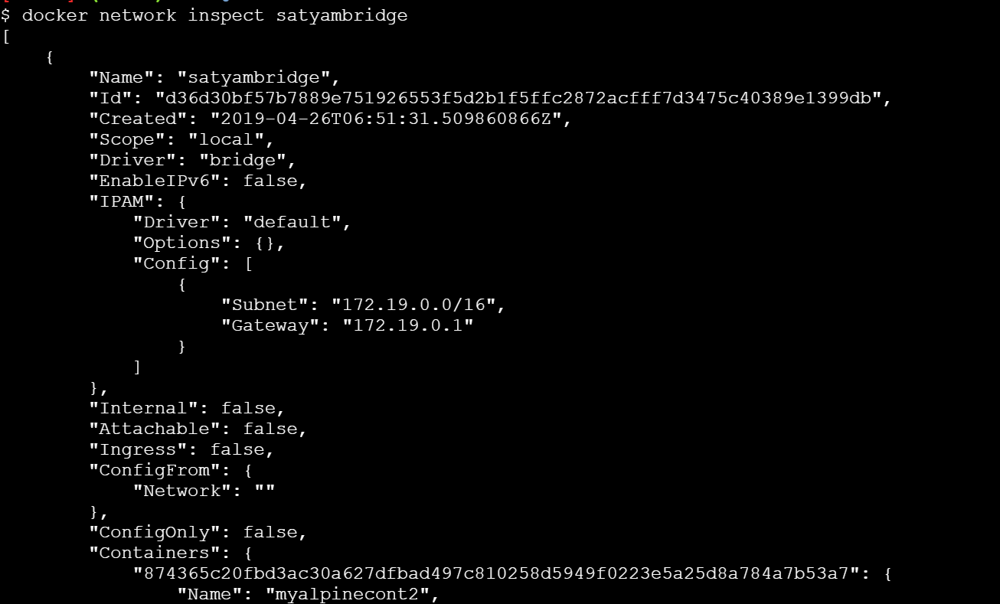 $ docker network inspect satyambridge
[
    {
        "Name": "satyambridge",
        "Id": "d36d30bf57b7889e751926553f5d2b1f5ffc2872acfff7d3475c40389e1399db",
        "Created": "2019-04-26T06:51:31.509860866Z",
        "Scope": "local",
        "Driver": "bridge",
        "EnableIPv6": false,
        "IPAM": {
            "Driver": "default",
            "Options": {},
            "Config": [
                {
                    "Subnet": "172.19.0.0/16",
                    "Gateway": "172.19.0.1"
                }
            ]
        },
        "Internal": false,
        "Attachable": false,
        "Ingress": false,
        "ConfigFrom": {
            "Network": ""
        },
        "ConfigOnly": false,
        "Containers": {
            "874365c20fbd3ac30a627dfbad497c810258d5949f0223e5a25d8a784a7b53a7": {
                "Name": "myalpinecont2",